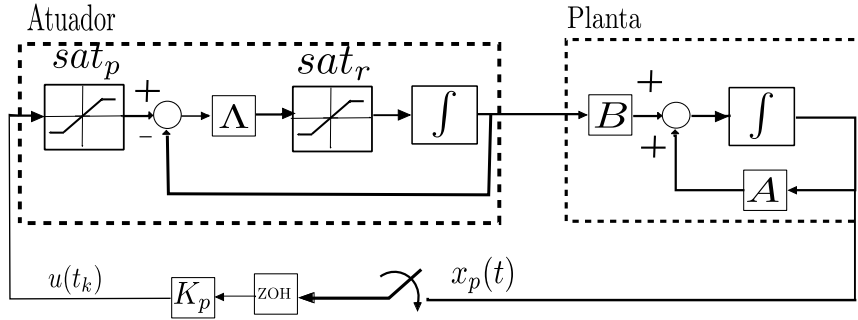 Atuador
Planta
sat_p
sat_r
+
-
Λ
∫
B
+
+
∫
A
u(t_k)
K_p
ZOH
x_p(t)